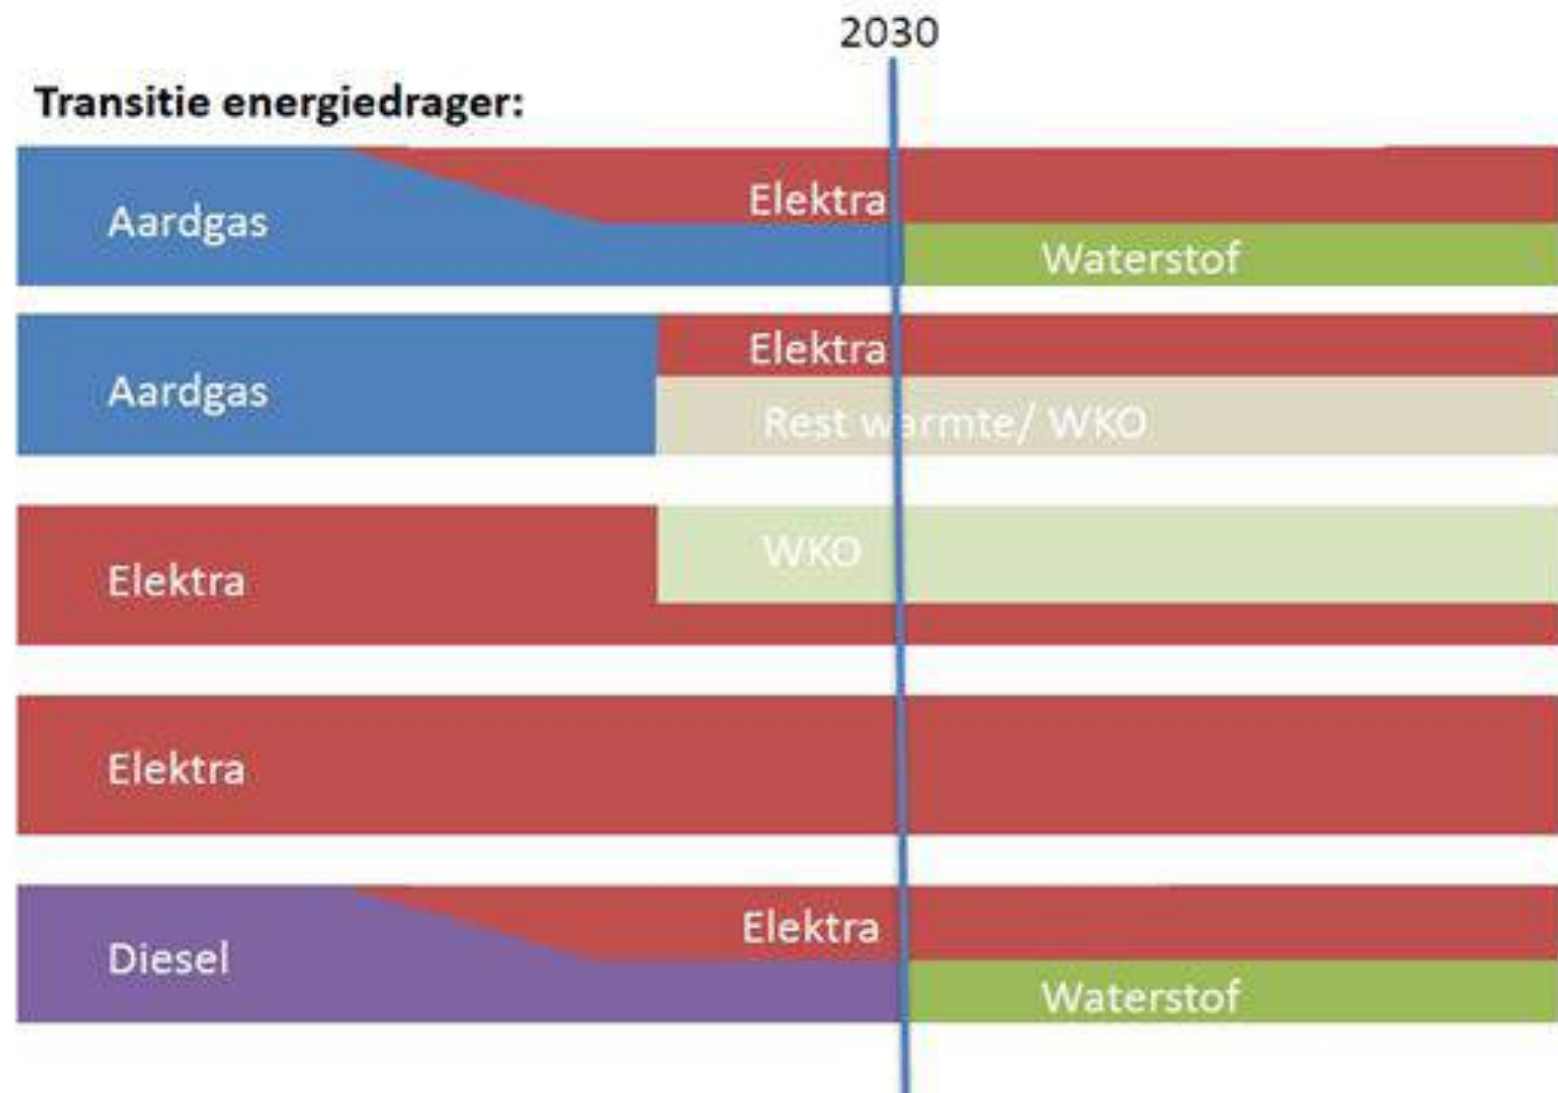 2030
Transitie energiedrager:
Elektra
Aardgas
Waterstof
Elektra
Aardgas
Rest warmte/ WKO
WKO
Elektra
Elektra
Elektra
Diesel
Waterstof